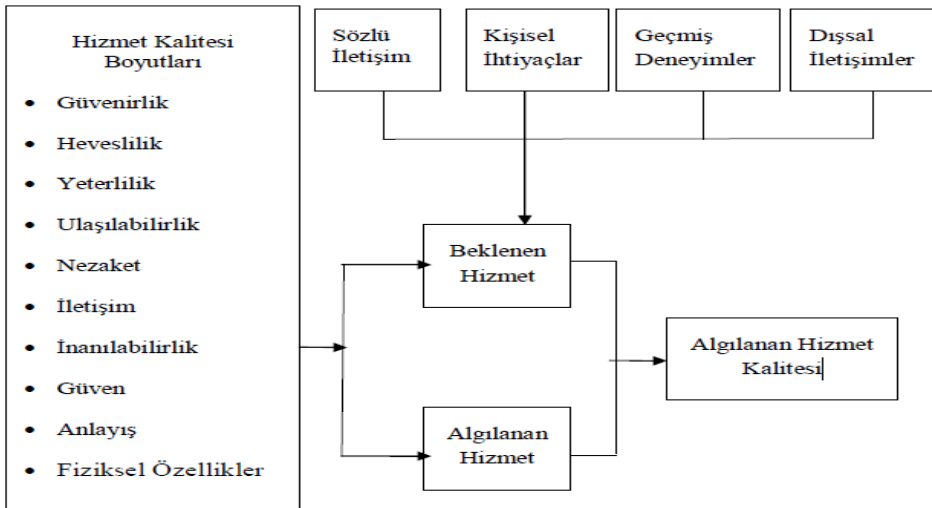 Hizmet Kalitesi
Boyutları
• Güvenirlik
• Heveslilik
• Yeterlilik
• Ulaşılabilirlik
• Nezaket
• İletişim
• İnanılabilirlik
• Güven
• Anlayış
• Fiziksel Özellikler
Sözlü
İletişim
Kişisel
İhtiyaçlar
Geçmiş
Deneyimler
Dışsal
İletişimler
Beklenen
Hizmet
Algılanan
Hizmet
Algılanan Hizmet
Kalitesi